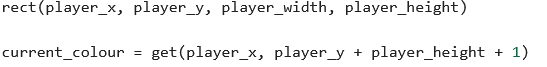 rect(player_x, player_y, player_width, player_height)
current_colour = get(player_x, player_y + player_height + 1)